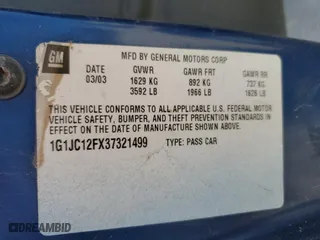 GM
MFD BY GENERAL MOTORS CORP
DATE GVWR GAWR FRT GAWR RR
03/03 1629 KG 892 KG 737 KG
3592 LB 1966 LB 1626 LB
THIS VEHICLE CONFORMS TO ALL APPLICABLE U.S. FEDERAL MOTOR
VEHICLE SAFETY, BUMPER, AND THEFT PREVENTION STANDARDS
IN EFFECT ON THE DATE OF MANUFACTURE SHOWN ABOVE.
1G1JC12FX37321499 TYPE: PASS CAR